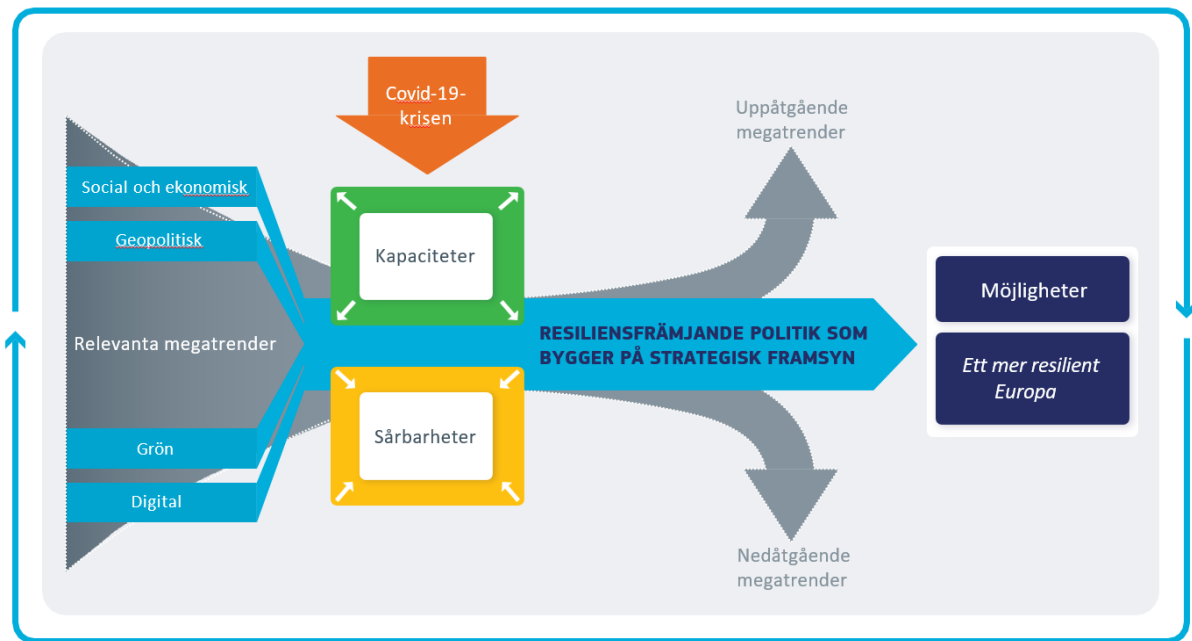 Covid-19-
krisen
Uppåtgående
megatrender
Social och ekonomisk
Geopolitisk
Kapaciteter
Möjligheter
Relevanta megatrender
RESILIENSFRÄMJANDE POLITIK SOM
BYGGER PÅ STRATEGISK FRAMSYN
Ett mer resilient
Europa
Sårbarheter
Grön
Digital
Nedåtgående
megatrender